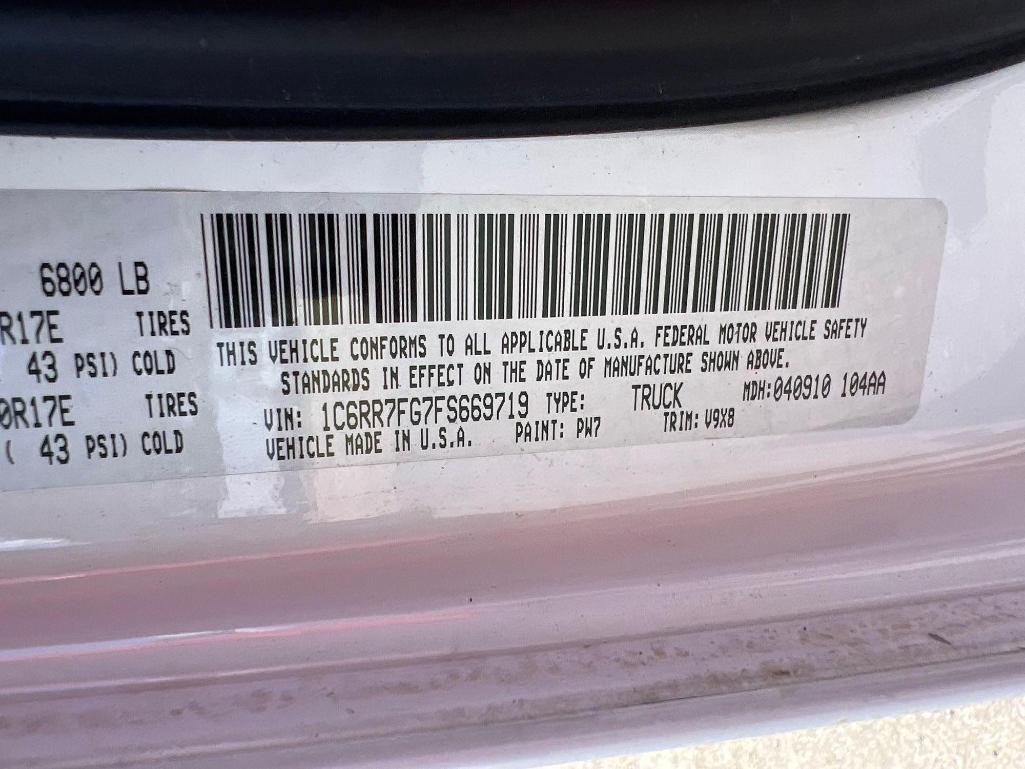 6800 LB
R17E TIRES
43 PSI) COLD
0R17E TIRES
( 43 PSI) COLD
THIS VEHICLE CONFORMS TO ALL APPLICABLE U.S.A. FEDERAL MOTOR VEHICLE SAFETY
STANDARDS IN EFFECT ON THE DATE OF MANUFACTURE SHOWN ABOVE.
VIN: 1C6RR7FG7FS669719 TYPE: TRUCK MDH:040910 104AA
VEHICLE MADE IN U.S.A. PAINT: PW7 TRIM: V9X8